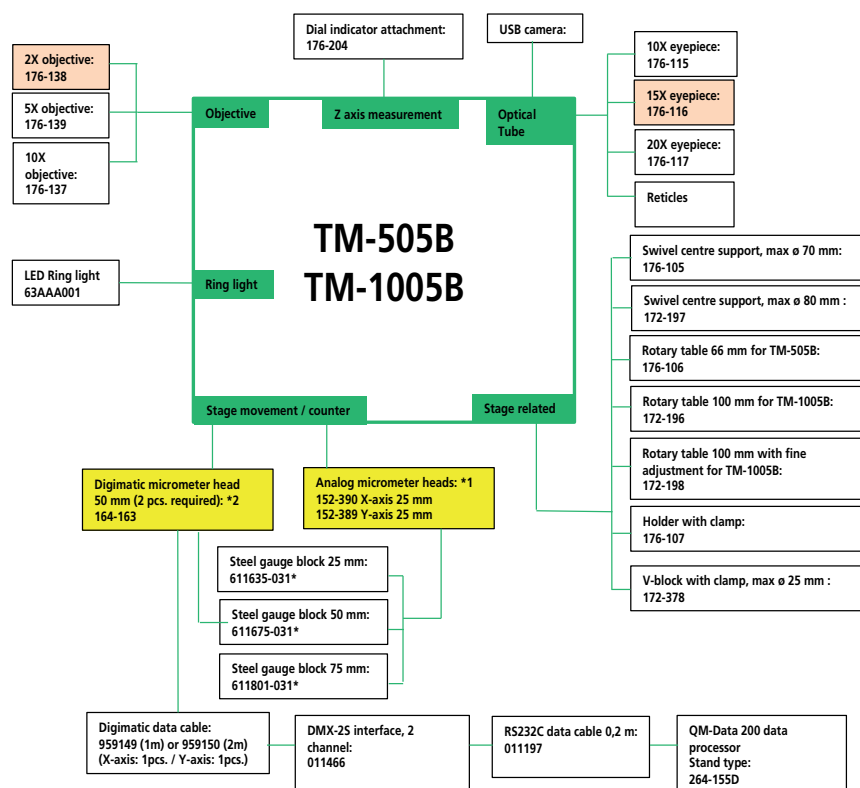 Dial indicator attachment:
176-204
USB camera:
2X objective:
176-138
5X objective:
176-139
10X
objective:
176-137
Objective
Z axis measurement
Optical
Tube
10X eyepiece:
176-115
15X eyepiece:
176-116
20X eyepiece:
176-117
Reticles
TM-505B
TM-1005B
LED Ring light
63AAA001
Ring light
Swivel centre support, max ø 70 mm:
176-105
Swivel centre support, max ø 80 mm :
172-197
Rotary table 66 mm for TM-505B:
176-106
Rotary table 100 mm for TM-1005B:
172-196
Rotary table 100 mm with fine
adjustment for TM-1005B:
172-198
Holder with clamp:
176-107
V-block with clamp, max ø 25 mm :
172-378
Stage movement / counter
Stage related
Digimatic micrometer head
50 mm (2 pcs. required): *2
164-163
Analog micrometer heads: *1
152-390 X-axis 25 mm
152-389 Y-axis 25 mm
Steel gauge block 25 mm:
611635-031*
Steel gauge block 50 mm:
611675-031*
Steel gauge block 75 mm:
611801-031*
Digimatic data cable:
959149 (1m) or 959150 (2m)
(X-axis: 1pcs. / Y-axis: 1pcs.)
DMX-2S interface, 2
channel:
011466
RS232C data cable 0,2 m:
011197
QM-Data 200 data
processor
Stand type:
264-155D